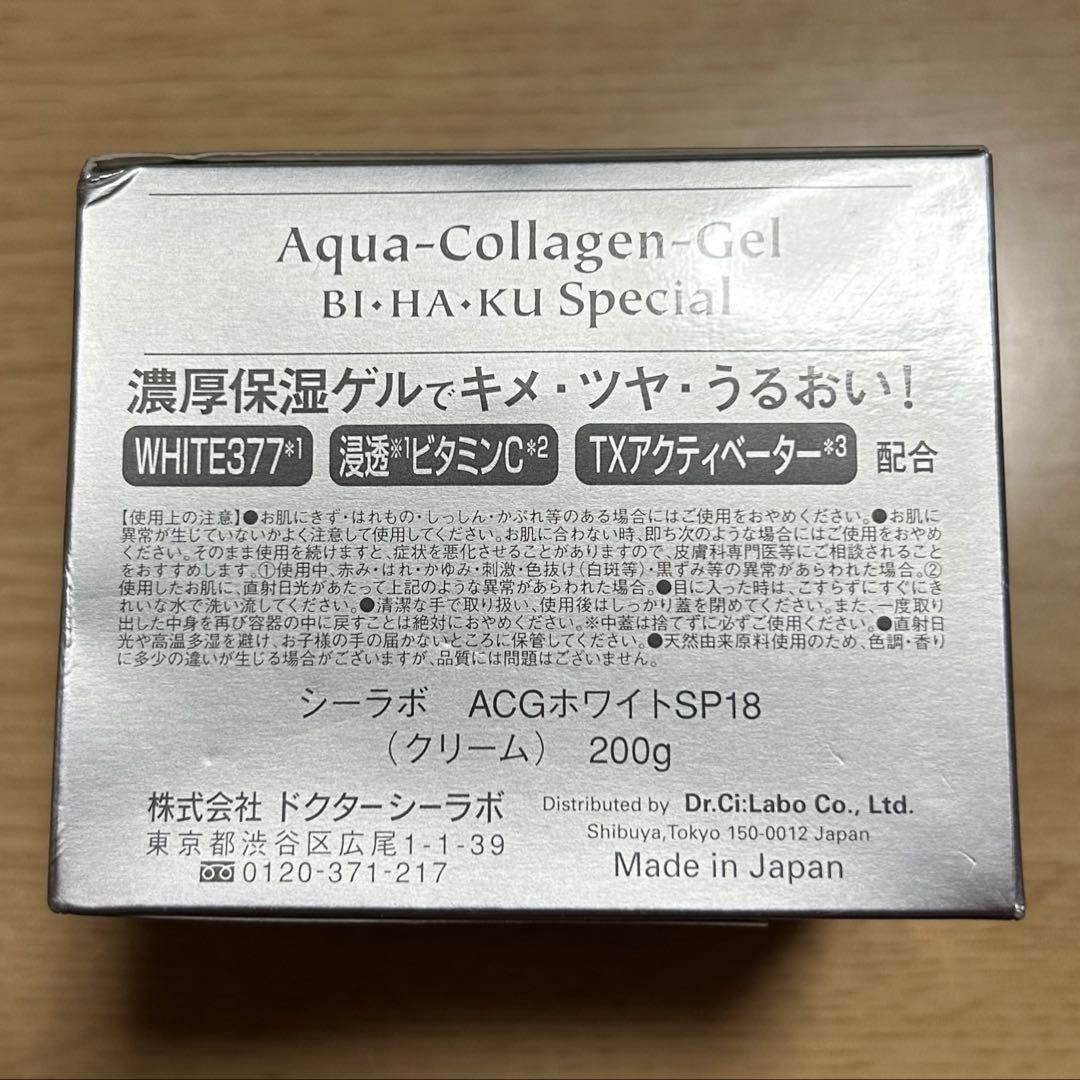 Aqua-Collagen-Gel
BI・HA・KU Special
濃厚保湿ゲルでキメ・ツヤ・うるおい!
WHITE377*1 浸透※1ビタミンC*2 TXアクティベーター*3 配合
【使用上の注意】●お肌にきず・はれもの・しっしん・かぶれ等のある場合にはご使用をおやめください。●お肌に
異常が生じていないかよく注意して使用してください。お肌に合わない時、即ち次のような場合にはご使用をおやめ
ください。そのまま使用を続けますと、症状を悪化させることがありますので、皮膚科専門医等にご相談されること
をおすすめします。①使用中、赤み・はれ・かゆみ・刺激・色抜け(白斑等)・黒ずみ等の異常があらわれた場合。②
使用したお肌に、直射日光があたって上記のような異常があらわれた場合。●目に入った時は、こすらずにすぐにき
れいな水で洗い流してください。●清潔な手で取り扱い、使用後はしっかり蓋を閉めてください。また、一度取り
出した中身を再び容器の中に戻すことは絶対におやめください。※中蓋は捨てずに必ずご使用ください。●直射日
光や高温多湿を避け、お子様の手の届かないところに保管してください。●天然由来原料使用のため、色調・香り
に多少の違いが生じる場合がございますが、品質には問題はございません。
シーラボ ACGホワイトSP18
(クリーム) 200g
株式会社 ドクターシーラボ
東京都渋谷区広尾1-1-39
0120-371-217
Distributed by Dr.Ci:Labo Co., Ltd.
Shibuya,Tokyo 150-0012 Japan
Made in Japan